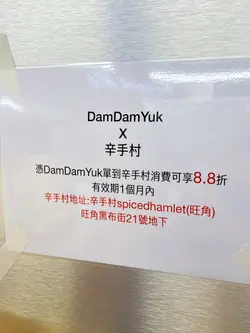 DamDamYuk
X
辛手村
憑DamDamYuk單到辛手村消費可享8.8折
有效期1個月內
辛手村地址:辛手村spicedhamlet(旺角)
旺角黑布街21號地下